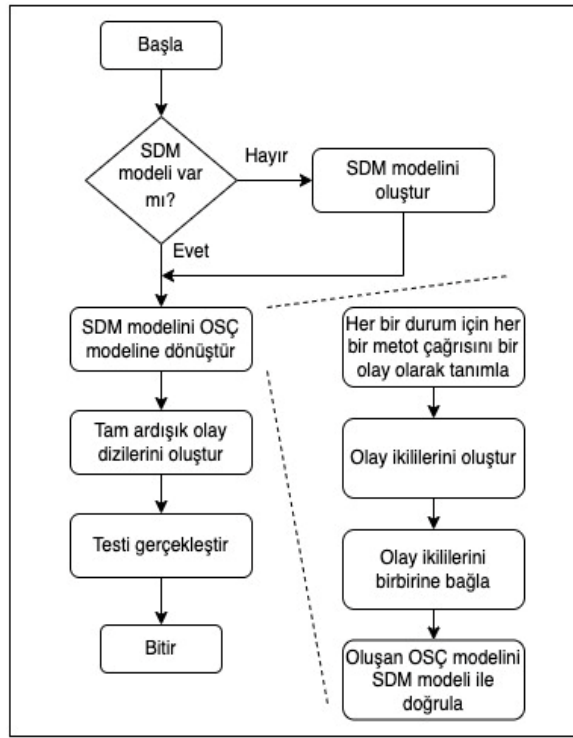 Başla
SDM
modeli var
mı?
Hayır
SDM modelini
oluştur
Evet
SDM modelini OSÇ
modeline dönüştür
Tam ardışık olay
dizilerini oluştur
Testi gerçekleştir
Bitir
Her bir durum için her
bir metot çağrısını bir
olay olarak tanımla
Olay ikililerini oluştur
Olay ikililerini
birbirine bağla
Oluşan OSÇ modelini
SDM modeli ile
doğrula